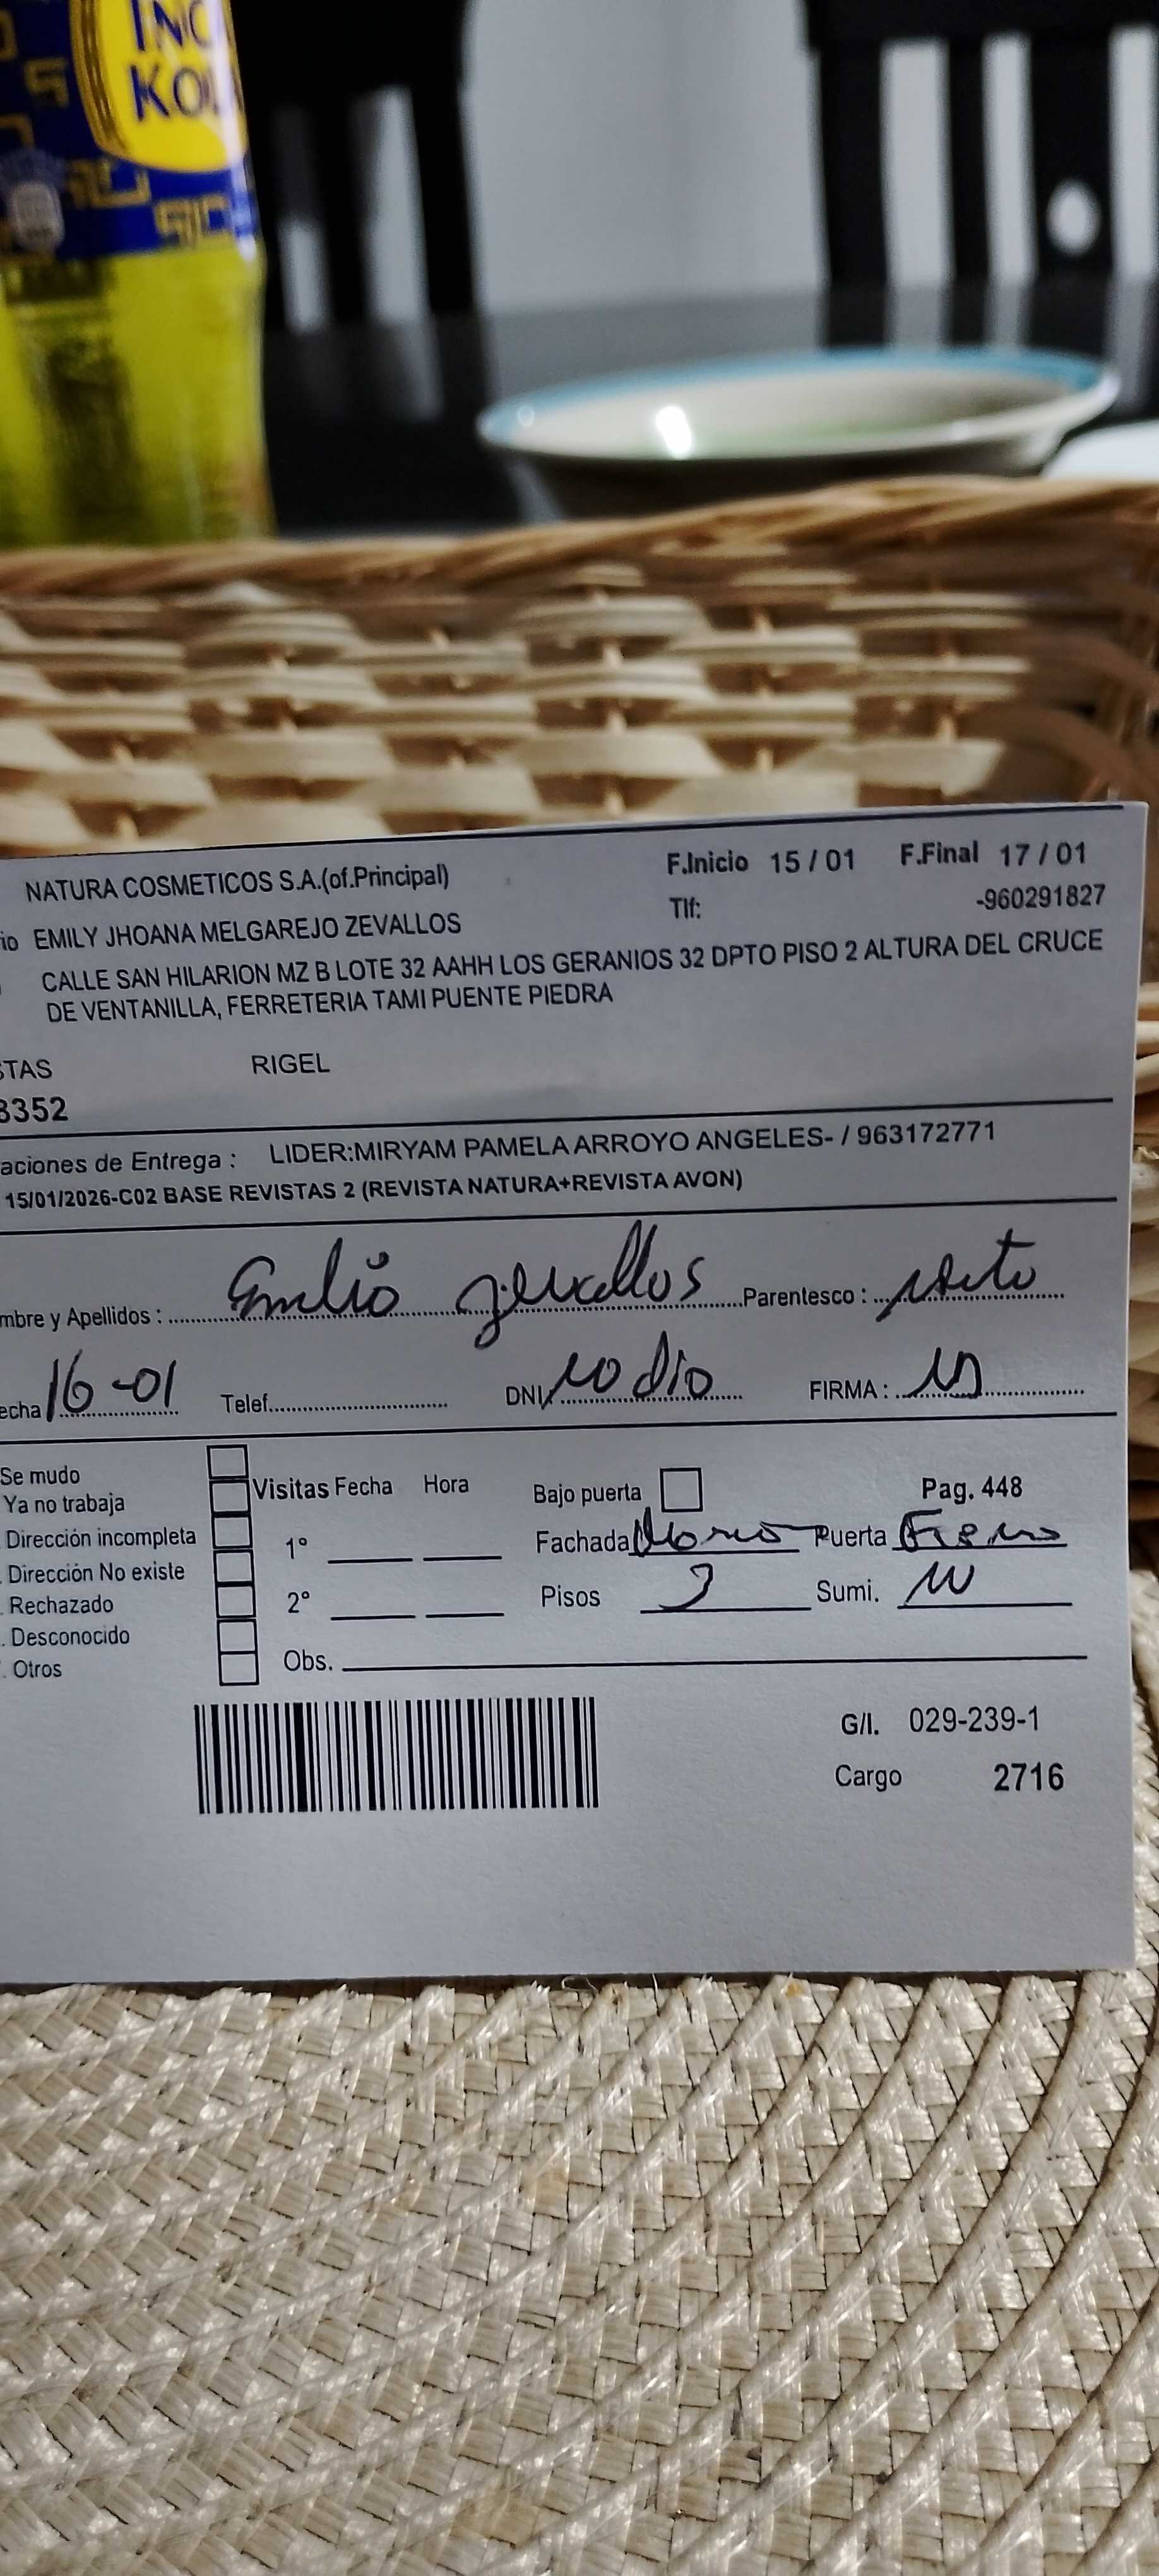 INC
KOL
NATURA COSMETICOS S.A.(of.Principal) F.Inicio 15 / 01 F.Final 17 / 01
Tlf: -960291827
io EMILY JHOANA MELGAREJO ZEVALLOS
CALLE SAN HILARION MZ B LOTE 32 AAHH LOS GERANIOS 32 DPTO PISO 2 ALTURA DEL CRUCE
DE VENTANILLA, FERRETERIA TAMI PUENTE PIEDRA
STAS RIGEL
3352
aciones de Entrega : LIDER:MIRYAM PAMELA ARROYO ANGELES- / 963172771
15/01/2026-C02 BASE REVISTAS 2 (REVISTA NATURA+REVISTA AVON)
mbre y Apellidos : Emilio zevallos Parentesco :
echa 16-01 Telef. DNI no dio FIRMA :
Se mudo
Ya no trabaja Visitas Fecha Hora Bajo puerta Pag. 448
Dirección incompleta 1° Fachada Puerta Fierro
Dirección No existe
Rechazado 2° Pisos Sumi.
Desconocido
Otros Obs.
G/I. 029-239-1
Cargo 2716